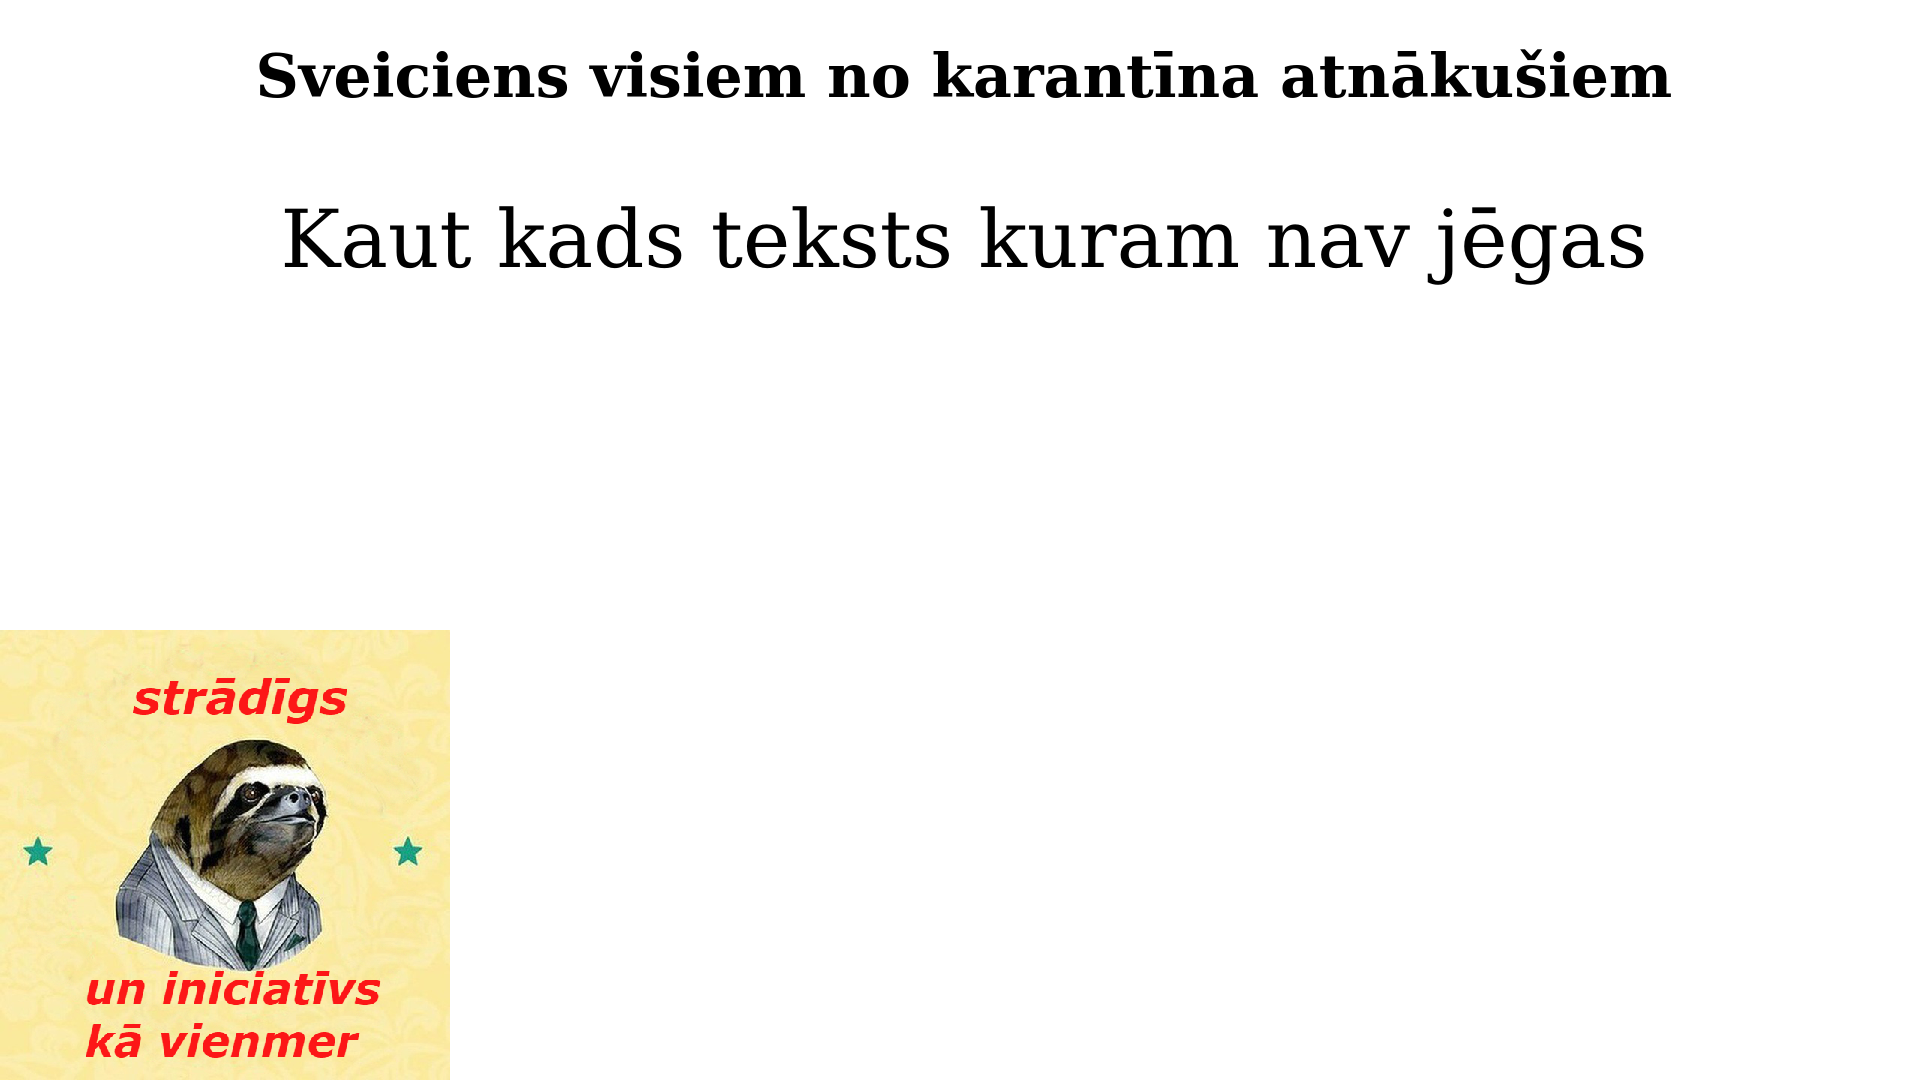 Sveiciens visiem no karantīna atnākušiem
Kaut kads teksts kuram nav jēgas
strādīgs
un iniciatīvs
kā vienmer